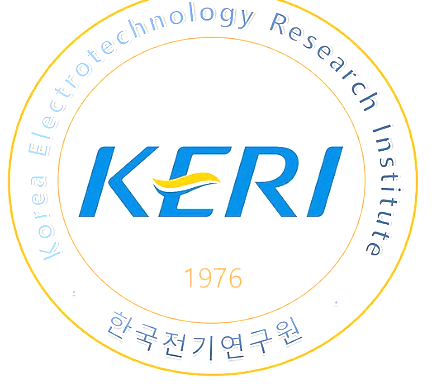 Korea Electrotechnology Research Institute
KERI
1976
한국전기연구원